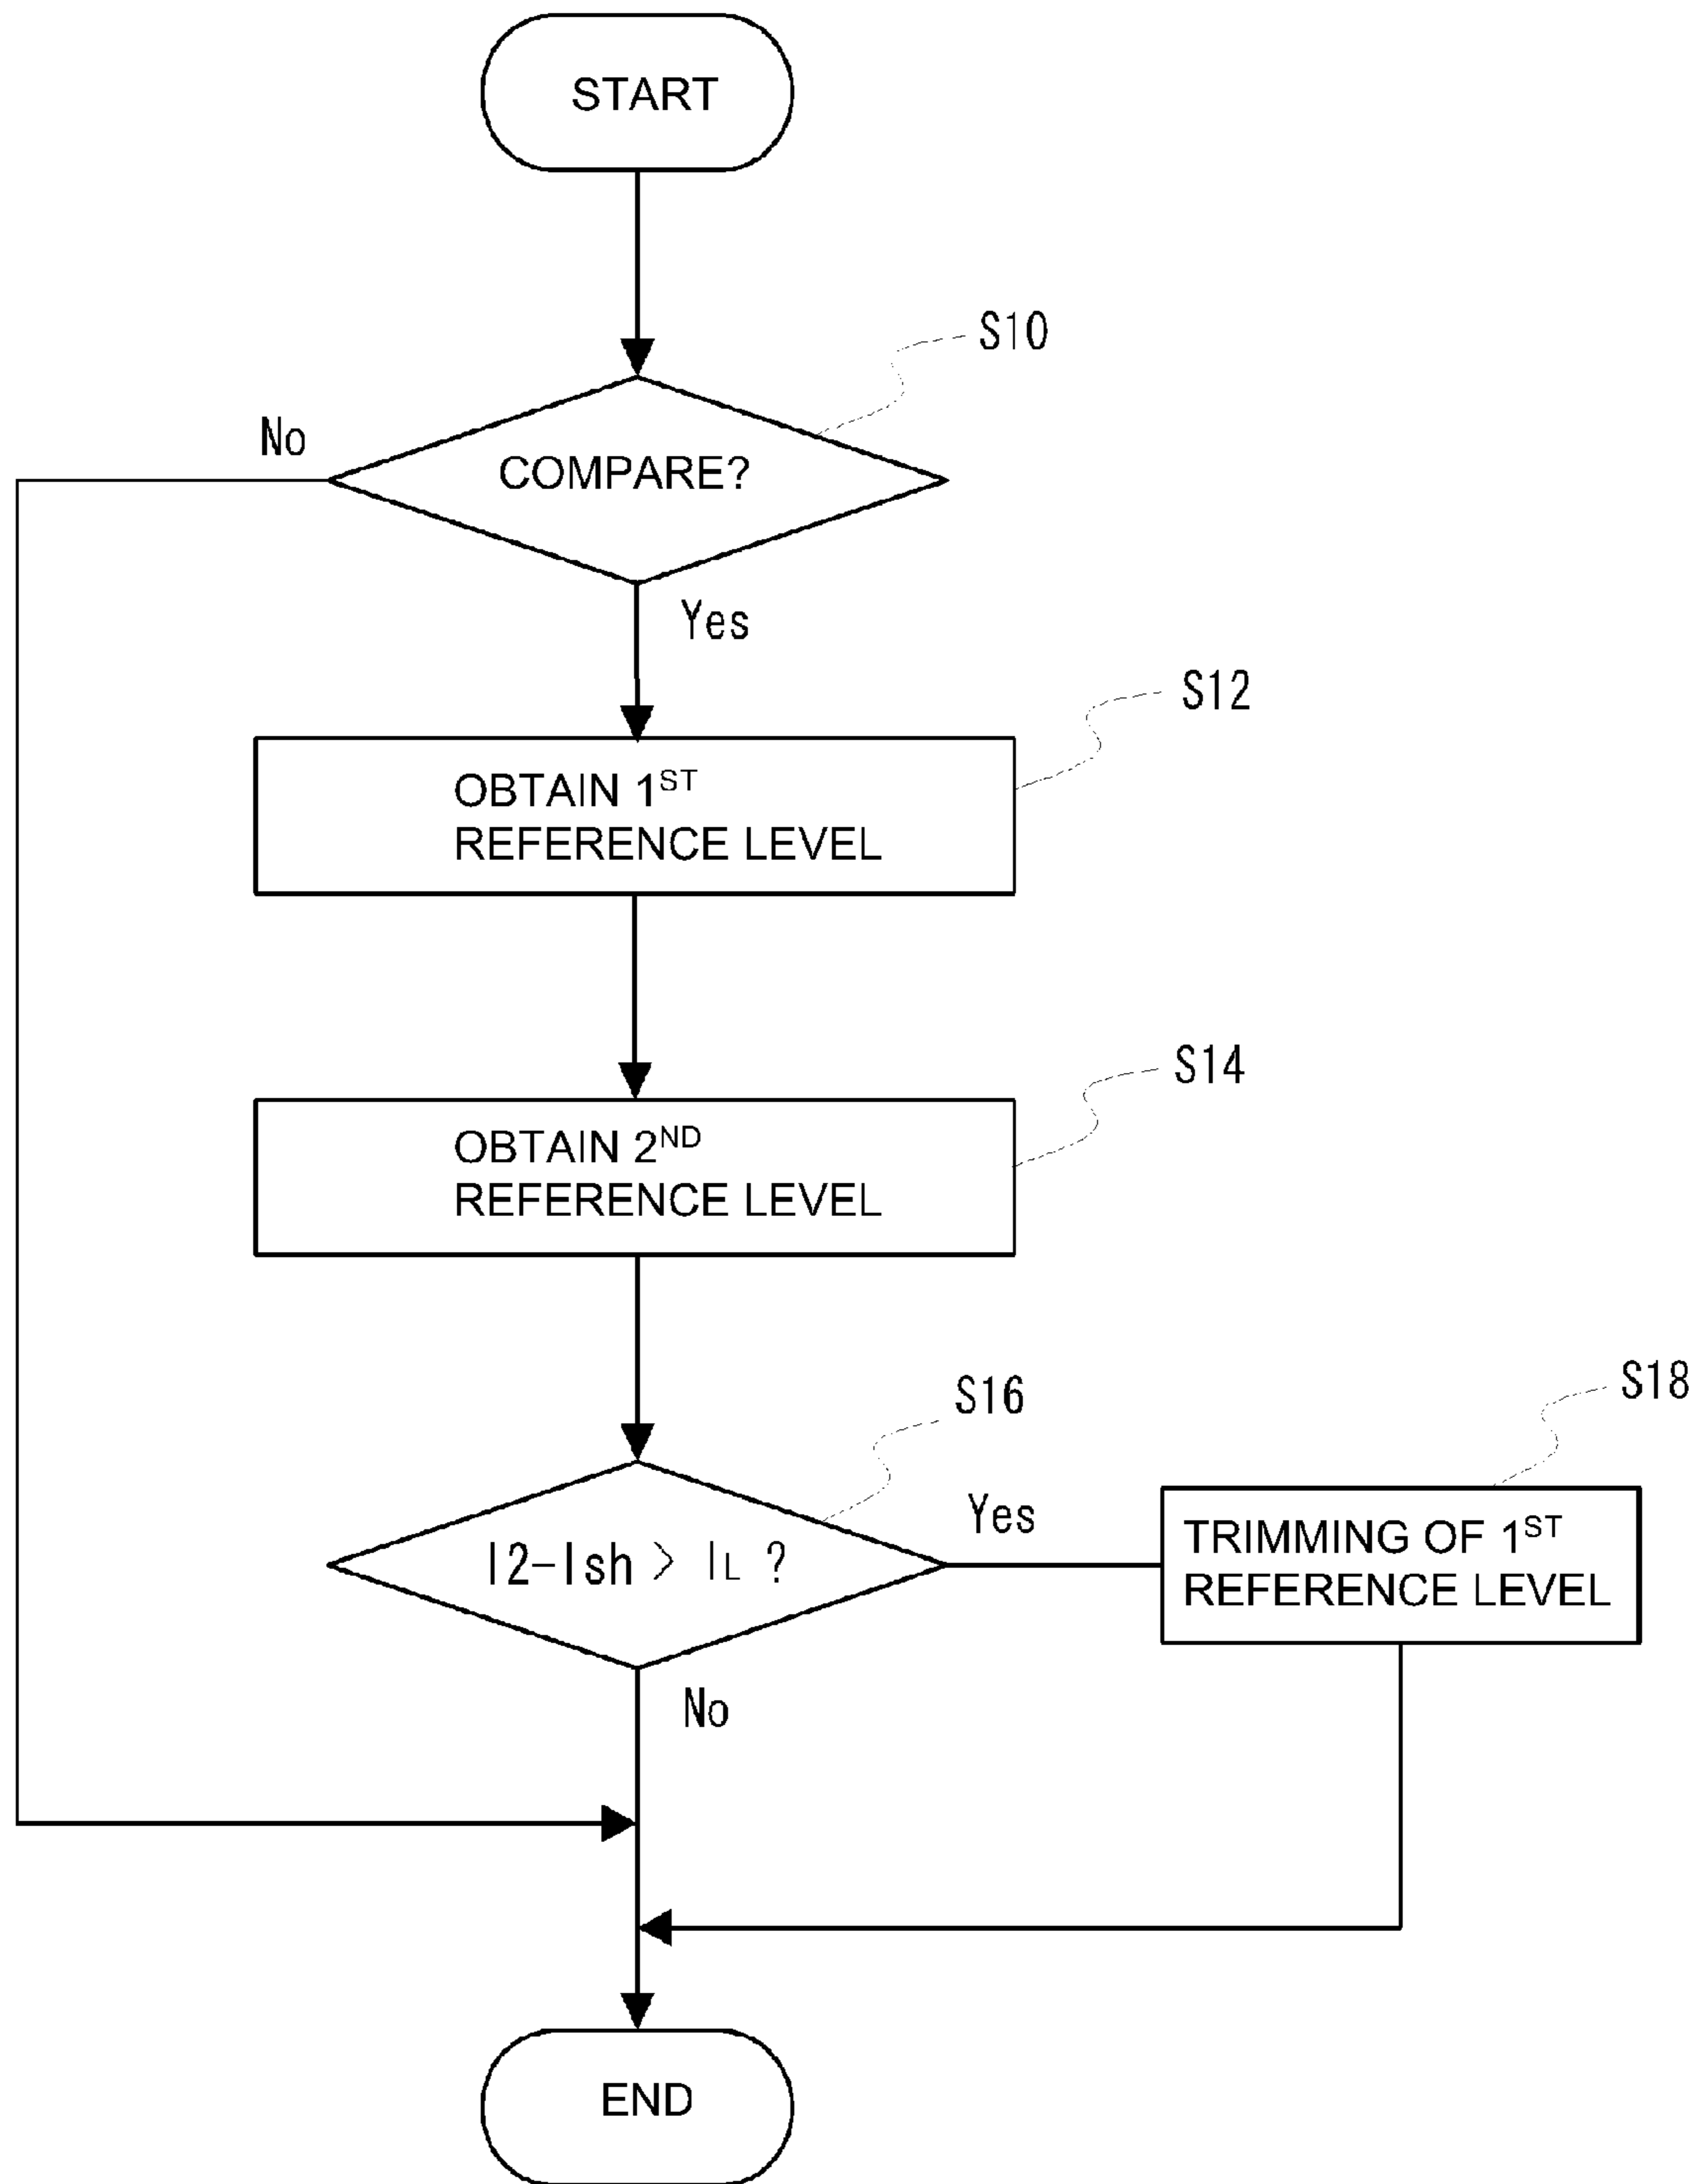 START
S10
No
COMPARE?
Yes
S12
OBTAIN 1ST
REFERENCE LEVEL
S14
OBTAIN 2ND
REFERENCE LEVEL
S16
S18
I2-Ish > IL ?
Yes
TRIMMING OF 1ST
REFERENCE LEVEL
No
END